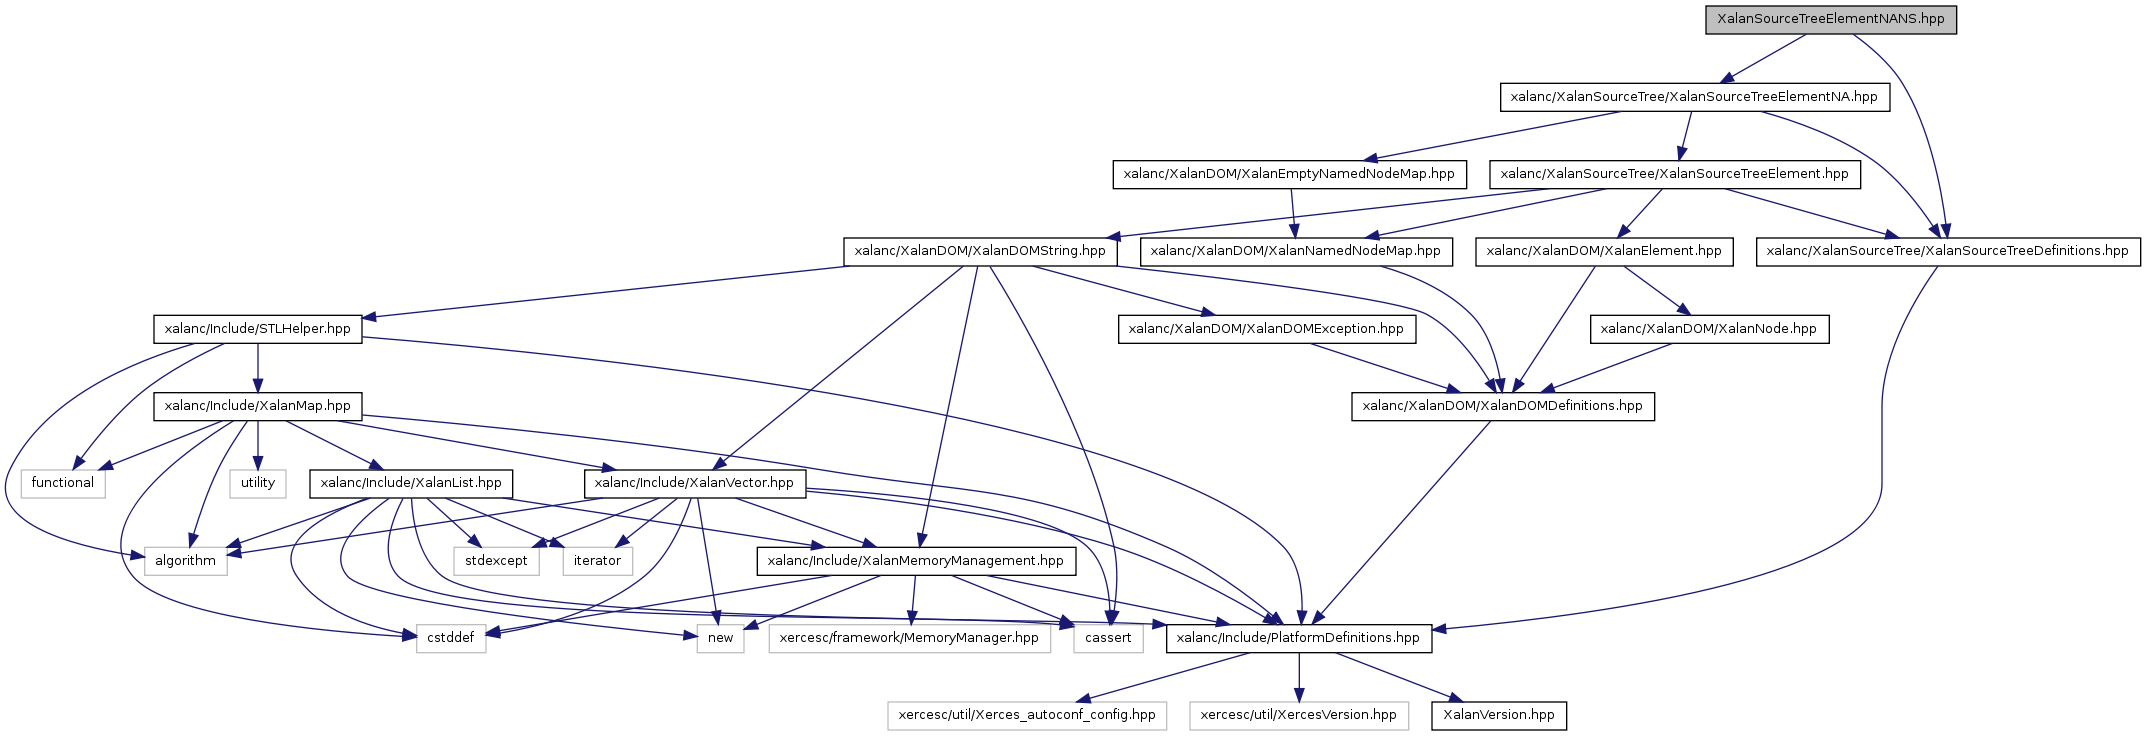 XalanSourceTreeElementNANS.hpp
xalanc/XalanSourceTree/XalanSourceTreeElementNA.hpp
xalanc/XalanDOM/XalanEmptyNamedNodeMap.hpp
xalanc/XalanSourceTree/XalanSourceTreeElement.hpp
xalanc/XalanDOM/XalanDOMString.hpp
xalanc/XalanDOM/XalanNamedNodeMap.hpp
xalanc/XalanDOM/XalanElement.hpp
xalanc/XalanSourceTree/XalanSourceTreeDefinitions.hpp
xalanc/Include/STLHelper.hpp
xalanc/XalanDOM/XalanDOMException.hpp
xalanc/XalanDOM/XalanNode.hpp
xalanc/Include/XalanMap.hpp
xalanc/XalanDOM/XalanDOMDefinitions.hpp
functional
utility
xalanc/Include/XalanList.hpp
xalanc/Include/XalanVector.hpp
algorithm
stdexcept
iterator
xalanc/Include/XalanMemoryManagement.hpp
cstddef
new
xercesc/framework/MemoryManager.hpp
cassert
xalanc/Include/PlatformDefinitions.hpp
xercesc/util/Xerces_autoconf_config.hpp
xercesc/util/XercesVersion.hpp
XalanVersion.hpp